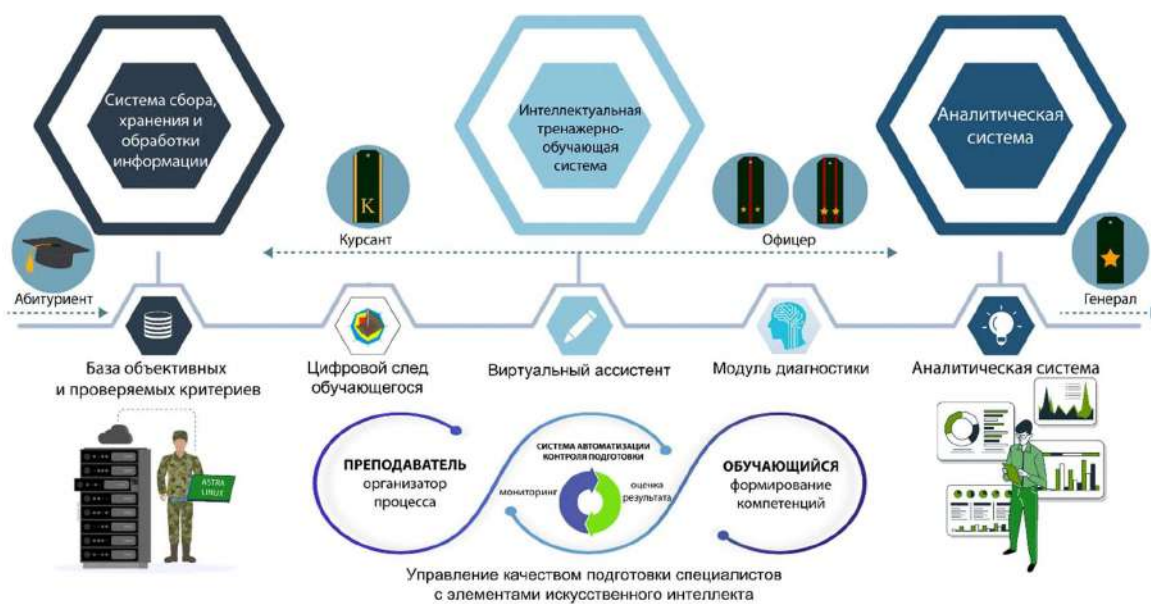 Система сбора,
хранения и
обработки
информации
Интеллектуальная
тренажерно-
обучающая
система
Аналитическая
система
К
Курсант
Офицер
Абитуриент
Генерал
База объективных
и проверяемых критериев
Цифровой след
обучающегося
Виртуальный ассистент
Модуль диагностики
Аналитическая система
ASTRA
LINUX
ПРЕПОДАВАТЕЛЬ
организатор
процесса
СИСТЕМА АВТОМАТИЗАЦИИ
КОНТРОЛЯ ПОДГОТОВКИ
мониторинг
оценка
результата
ОБУЧАЮЩИЙСЯ
формирование
компетенций
Управление качеством подготовки специалистов
с элементами искусственного интеллекта